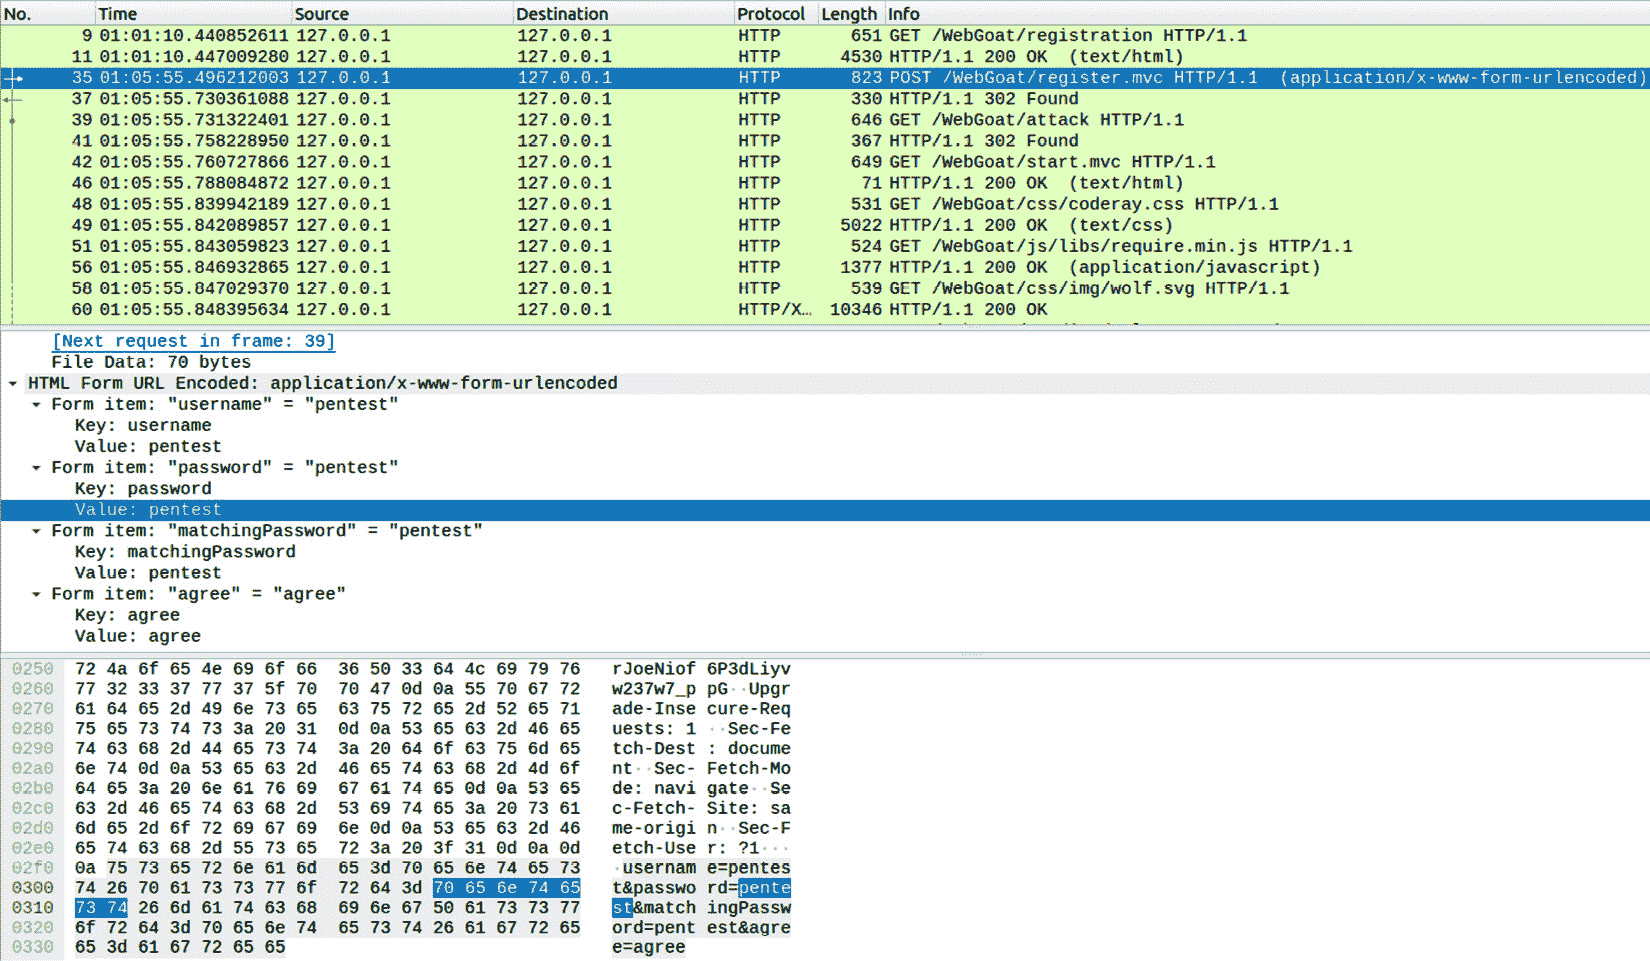 No. Time Source Destination Protocol Length Info
9 01:01:10.440852611 127.0.0.1 127.0.0.1 HTTP 651 GET /WebGoat/registration HTTP/1.1
11 01:01:10.447009280 127.0.0.1 127.0.0.1 HTTP 4530 HTTP/1.1 200 OK (text/html)
35 01:05:55.496212003 127.0.0.1 127.0.0.1 HTTP 823 POST /WebGoat/register.mvc HTTP/1.1 (application/x-www-form-urlencoded)
37 01:05:55.730361088 127.0.0.1 127.0.0.1 HTTP 330 HTTP/1.1 302 Found
39 01:05:55.731322401 127.0.0.1 127.0.0.1 HTTP 646 GET /WebGoat/attack HTTP/1.1
41 01:05:55.758228950 127.0.0.1 127.0.0.1 HTTP 367 HTTP/1.1 302 Found
42 01:05:55.760727866 127.0.0.1 127.0.0.1 HTTP 649 GET /WebGoat/start.mvc HTTP/1.1
46 01:05:55.788084872 127.0.0.1 127.0.0.1 HTTP 71 HTTP/1.1 200 OK (text/html)
48 01:05:55.839942189 127.0.0.1 127.0.0.1 HTTP 531 GET /WebGoat/css/coderay.css HTTP/1.1
49 01:05:55.842089857 127.0.0.1 127.0.0.1 HTTP 5022 HTTP/1.1 200 OK (text/css)
51 01:05:55.843059823 127.0.0.1 127.0.0.1 HTTP 524 GET /WebGoat/js/libs/require.min.js HTTP/1.1
56 01:05:55.846932865 127.0.0.1 127.0.0.1 HTTP 1377 HTTP/1.1 200 OK (application/javascript)
58 01:05:55.847029370 127.0.0.1 127.0.0.1 HTTP 539 GET /WebGoat/css/img/wolf.svg HTTP/1.1
60 01:05:55.848395634 127.0.0.1 127.0.0.1 HTTP/X… 10346 HTTP/1.1 200 OK
[Next request in frame: 39]
File Data: 70 bytes
HTML Form URL Encoded: application/x-www-form-urlencoded
Form item: "username" = "pentest"
Key: username
Value: pentest
Form item: "password" = "pentest"
Key: password
Value: pentest
Form item: "matchingPassword" = "pentest"
Key: matchingPassword
Value: pentest
Form item: "agree" = "agree"
Key: agree
Value: agree
0250 72 4a 6f 65 4e 69 6f 66 36 50 33 64 4c 69 79 76 rJoeNiof 6P3dLiyv
0260 77 32 33 37 77 37 5f 70 70 47 0d 0a 55 70 67 72 w237w7_p pG··Upgr
0270 61 64 65 2d 49 6e 73 65 63 75 72 65 2d 52 65 71 ade-Inse cure-Req
0280 75 65 73 74 73 3a 20 31 0d 0a 53 65 63 2d 46 65 uests: 1 ··Sec-Fe
0290 74 63 68 2d 44 65 73 74 3a 20 64 6f 63 75 6d 65 tch-Dest : docume
02a0 6e 74 0d 0a 53 65 63 2d 46 65 74 63 68 2d 4d 6f nt··Sec- Fetch-Mo
02b0 64 65 3a 20 6e 61 76 69 67 61 74 65 0d 0a 53 65 de: navi gate··Se
02c0 63 2d 46 65 74 63 68 2d 53 69 74 65 3a 20 73 61 c-Fetch- Site: sa
02d0 6d 65 2d 6f 72 69 67 69 6e 0d 0a 53 65 63 2d 46 me-origi n··Sec-F
02e0 65 74 63 68 2d 55 73 65 72 3a 20 3f 31 0d 0a 0d etch-Use r: ?1···
02f0 0a 75 73 65 72 6e 61 6d 65 3d 70 65 6e 74 65 73 ·usernam e=pentes
0300 74 26 70 61 73 73 77 6f 72 64 3d 70 65 6e 74 65 t&passwo rd=pente
0310 73 74 26 6d 61 74 63 68 69 6e 67 50 61 73 73 77 st&match ingPassw
0320 6f 72 64 3d 70 65 6e 74 65 73 74 26 61 67 72 65 ord=pent est&agre
0330 65 3d 61 67 72 65 65 e=agree